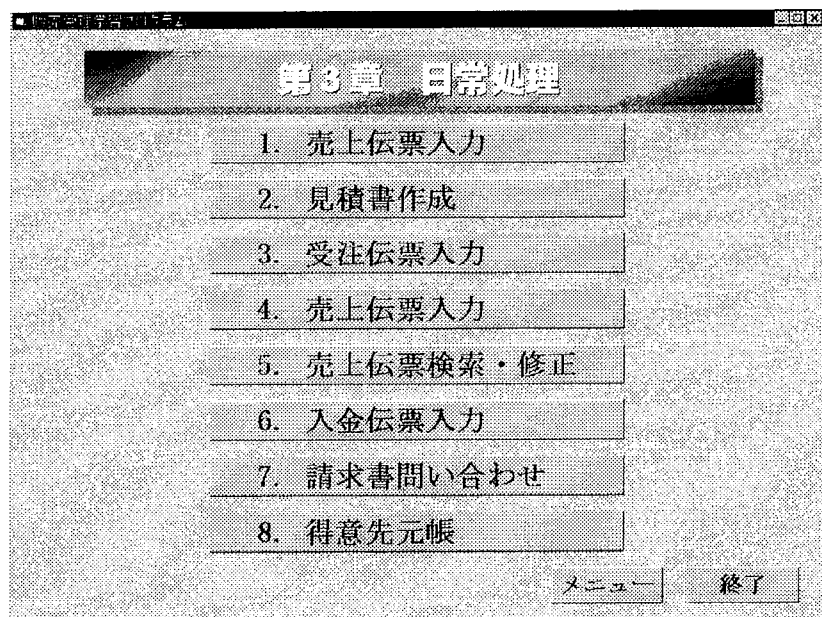 第3章 日常処理
1. 売上伝票入力
2. 見積書作成
3. 受注伝票入力
4. 売上伝票入力
5. 売上伝票検索・修正
6. 入金伝票入力
7. 請求書問い合わせ
8. 得意先元帳
メニュー 終了